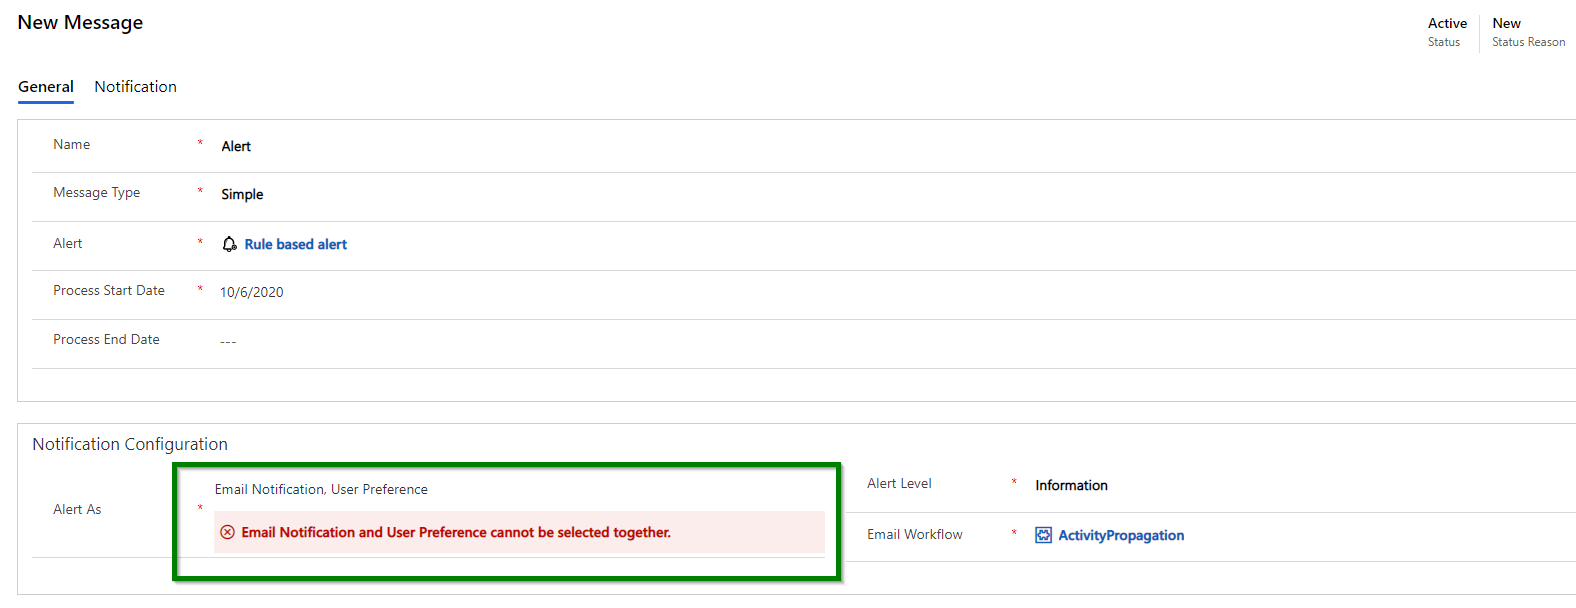 New Message
Active
Status
New
Status Reason
General
Notification
Name * Alert
Message Type * Simple
Alert * Rule based alert
Process Start Date * 10/6/2020
Process End Date ---
Notification Configuration
Alert As *
Email Notification, User Preference
Email Notification and User Preference cannot be selected together.
Alert Level * Information
Email Workflow * ActivityPropagation